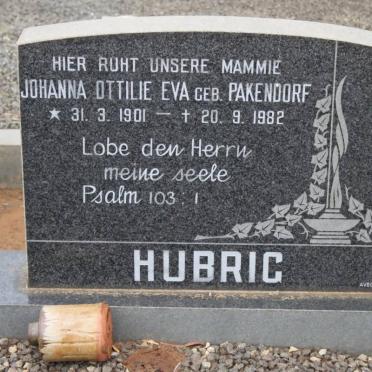 HIER RUHT UNSERE MAMMIE
JOHANNA OTTILIE EVA GEB. PAKENDORF
★ 31. 3. 1901 — ✝ 20. 9. 1982
Lobe den Herrn
meine seele
Psalm 103 : 1
HUBRIG